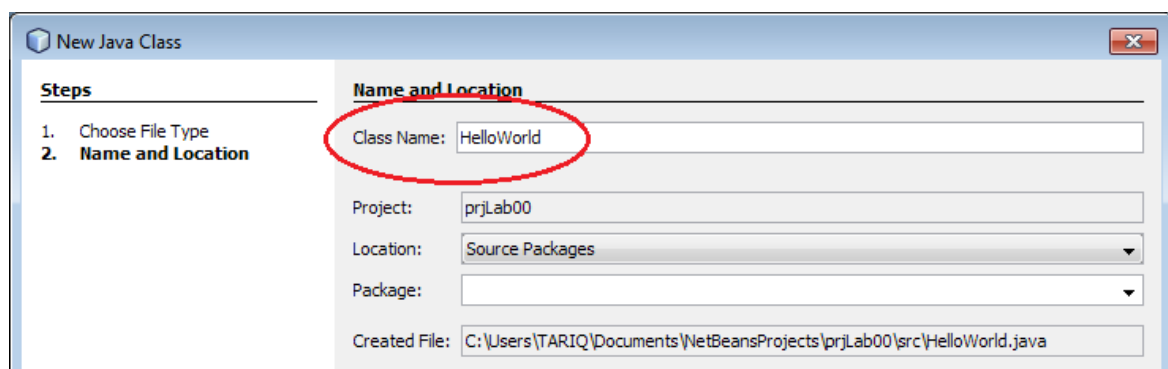 New Java Class
Steps
1. Choose File Type
2. Name and Location
Name and Location
Class Name: HelloWorld
Project: prjLab00
Location: Source Packages
Package:
Created File: C:\Users\TARIQ\Documents\NetBeansProjects\prjLab00\src\HelloWorld.java